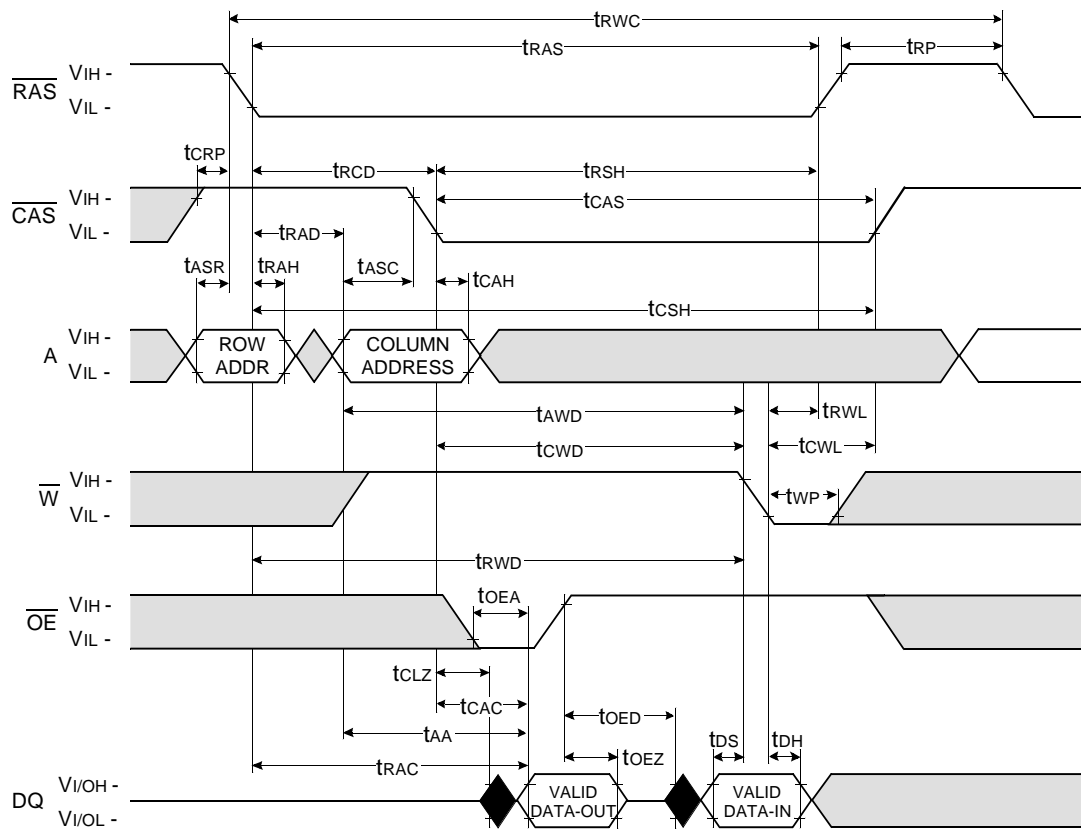 tRWC
tRAS
tRP
RAS
VIH -
VIL -
tCRP
tRCD
tRSH
CAS
VIH -
VIL -
tCAS
tRAD
tASR
tRAH
tASC
tCAH
tCSH
A
VIH -
VIL -
ROW
ADDR
COLUMN
ADDRESS
tAWD
tRWL
tCWD
tCWL
W
VIH -
VIL -
tWP
tRWD
OE
VIH -
VIL -
tOEA
tCLZ
tCAC
tOED
tAA
tOEZ
tDS
tDH
tRAC
DQ
VI/OH -
VI/OL -
VALID
DATA-OUT
VALID
DATA-IN